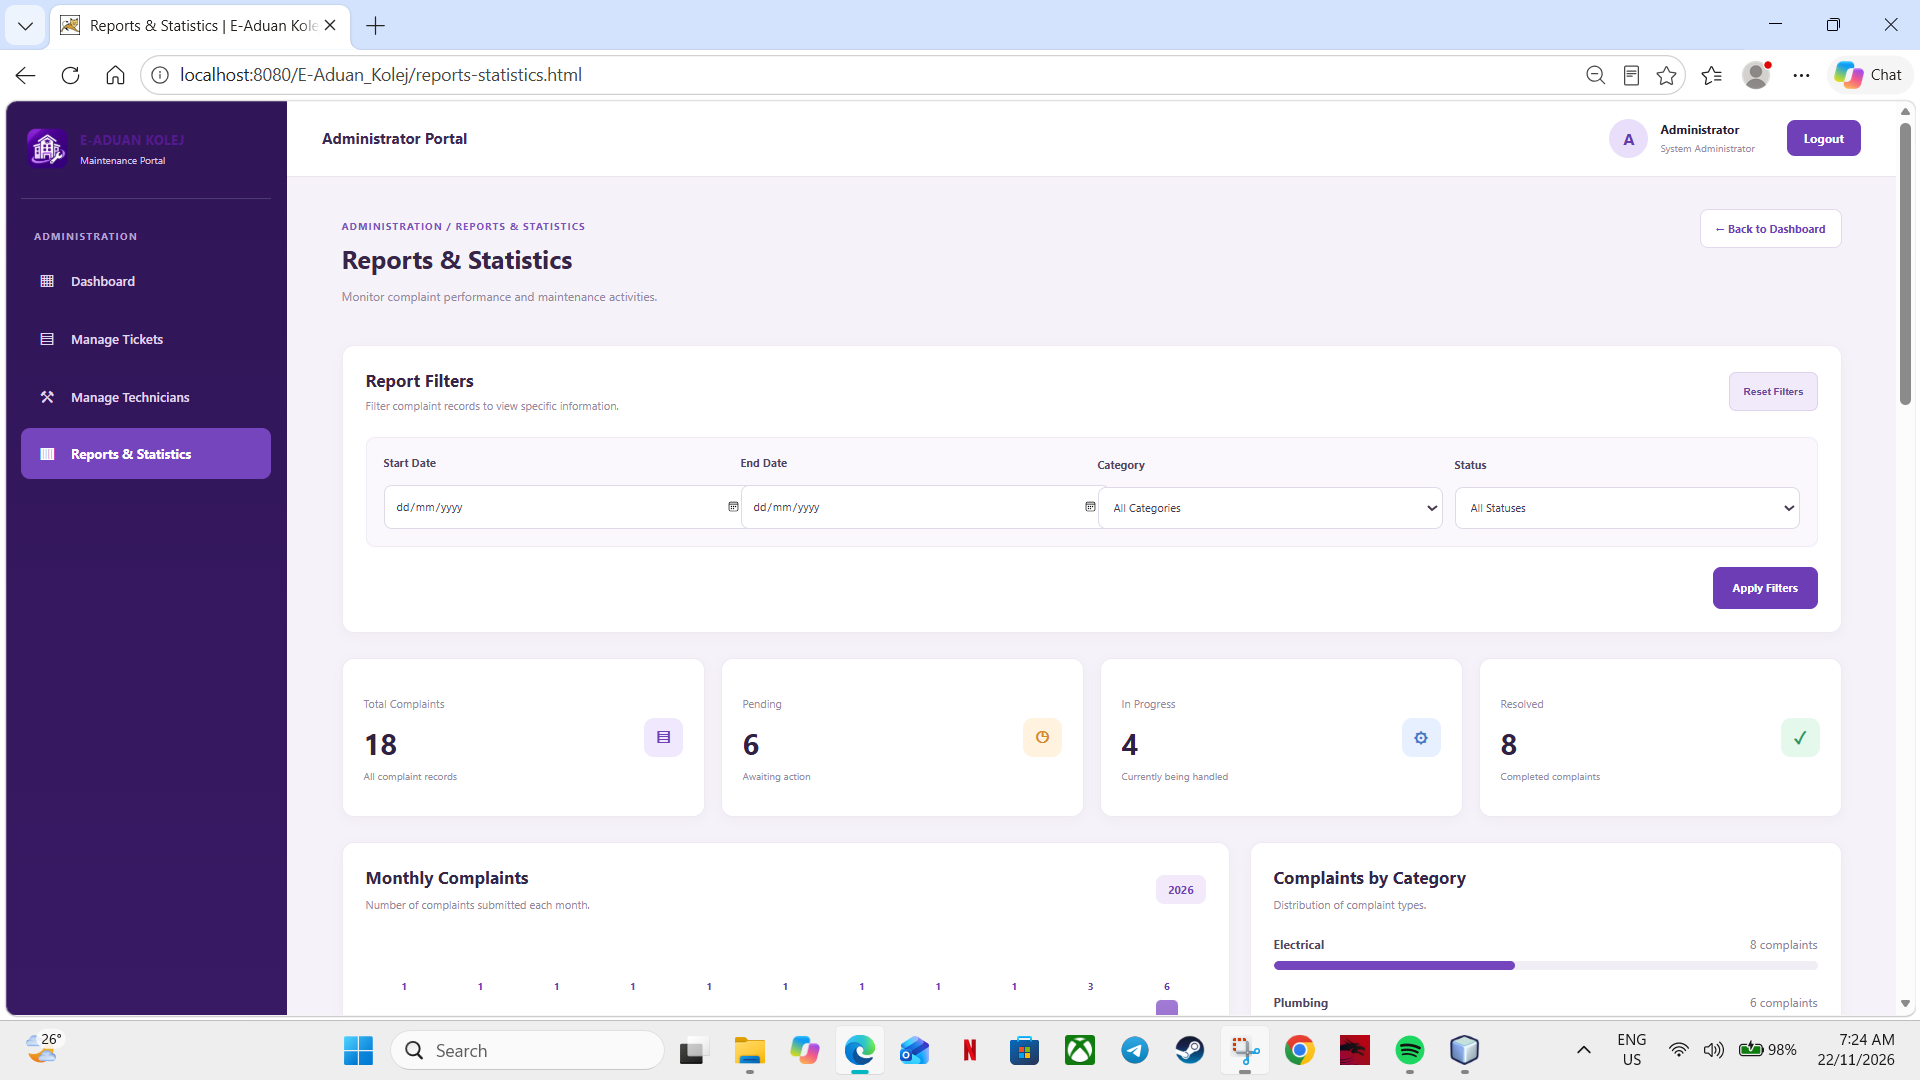 Reports & Statistics | E-Aduan Kole
localhost:8080/E-Aduan_Kolej/reports-statistics.html
Chat
E-ADUAN KOLEJ
Maintenance Portal
ADMINISTRATION
Dashboard
Manage Tickets
Manage Technicians
Reports & Statistics
Administrator Portal
A
Administrator
System Administrator
Logout
ADMINISTRATION / REPORTS & STATISTICS
Reports & Statistics
Monitor complaint performance and maintenance activities.
← Back to Dashboard
Report Filters
Filter complaint records to view specific information.
Reset Filters
Start Date
End Date
Category
Status
dd/mm/yyyy
dd/mm/yyyy
All Categories
All Statuses
Apply Filters
Total Complaints
18
All complaint records
Pending
6
Awaiting action
In Progress
4
Currently being handled
Resolved
8
Completed complaints
Monthly Complaints
Number of complaints submitted each month.
2026
1 1 1 1 1 1 1 1 1 3 6
Complaints by Category
Distribution of complaint types.
Electrical 8 complaints
Plumbing 6 complaints
26°
Search
ENG
US
98%
7:24 AM
22/11/2026